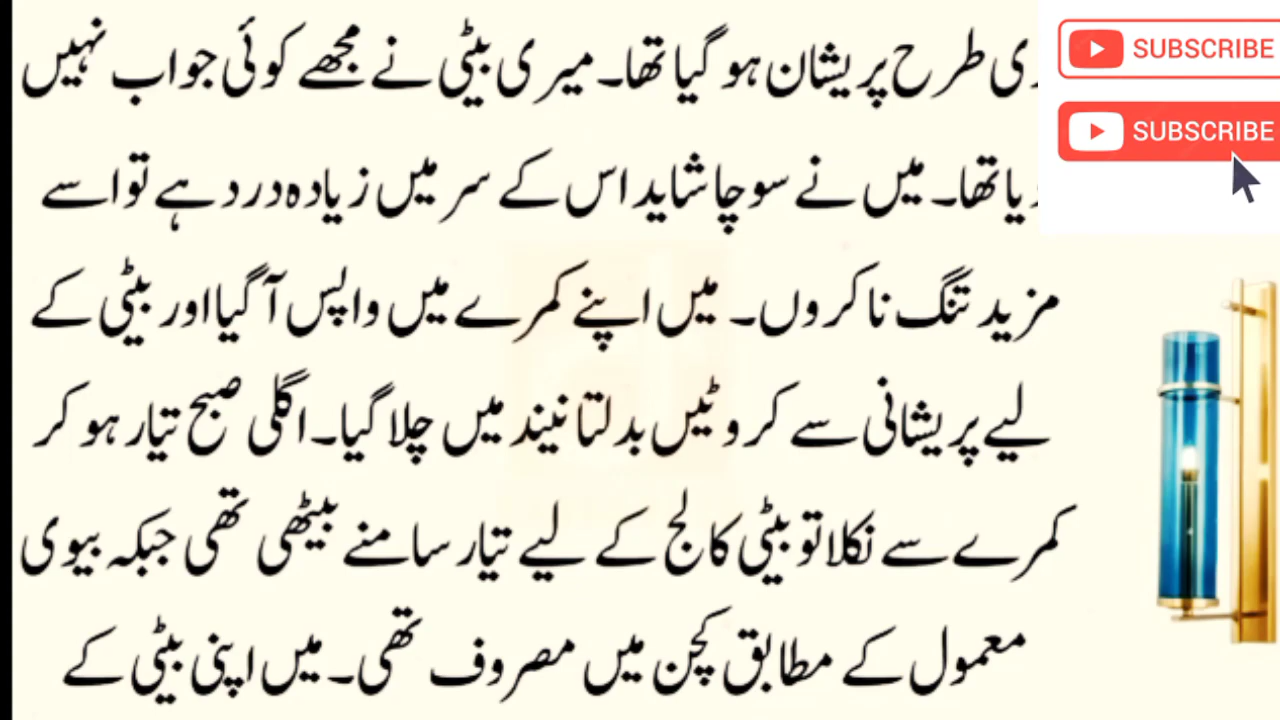 طرح پریشان ہو گیا تھا۔ میری بیٹی نے مجھے کوئی جواب نہیں
تھا۔ میں نے سوچا شاید اس کے سر میں زیادہ درد ہے تو اسے
مزید تنگ نا کروں۔ میں اپنے کمرے میں واپس آ گیا اور بیٹی کے
لیے پریشانی سے کروٹیں بدلتا نیند میں چلا گیا۔ اگلی صبح تیار ہو کر
کمرے سے نکلا تو بیٹی کالج کے لیے تیار سامنے بیٹھی تھی جبکہ بیوی
معمول کے مطابق کچن میں مصروف تھی۔ میں اپنی بیٹی کے
SUBSCRIBE
SUBSCRIBE